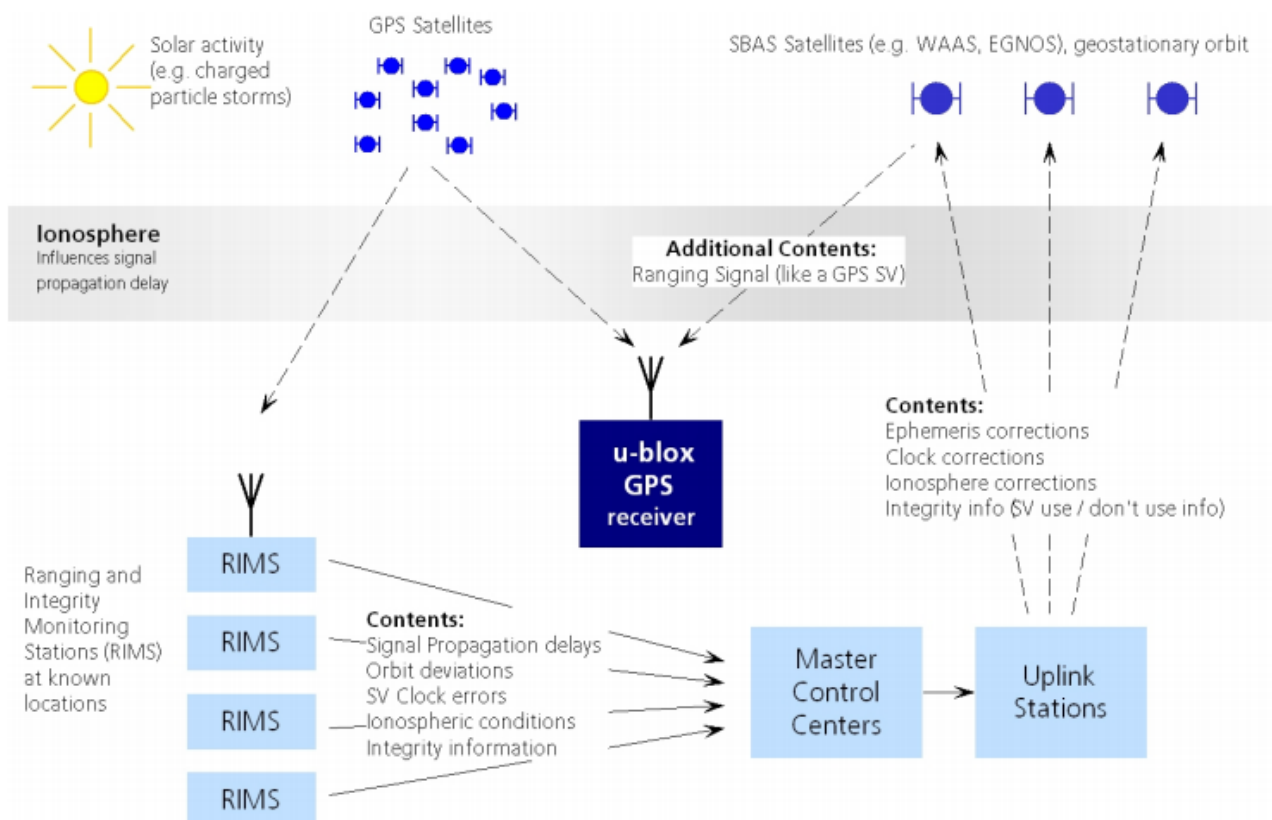 GPS Satellites
Solar activity
(e.g. charged
particle storms)
SBAS Satellites (e.g. WAAS, EGNOS), geostationary orbit
Ionosphere
Influences signal
propagation delay
Additional Contents:
Ranging Signal (like a GPS SV)
u-blox
GPS
receiver
Contents:
Ephemeris corrections
Clock corrections
Ionosphere corrections
Integrity info (SV use / don't use info)
Ranging and
Integrity
Monitoring
Stations (RIMS)
at known
locations
RIMS
RIMS
RIMS
RIMS
Contents:
Signal Propagation delays
Orbit deviations
SV Clock errors
Ionospheric conditions
Integrity information
Master
Control
Centers
Uplink
Stations